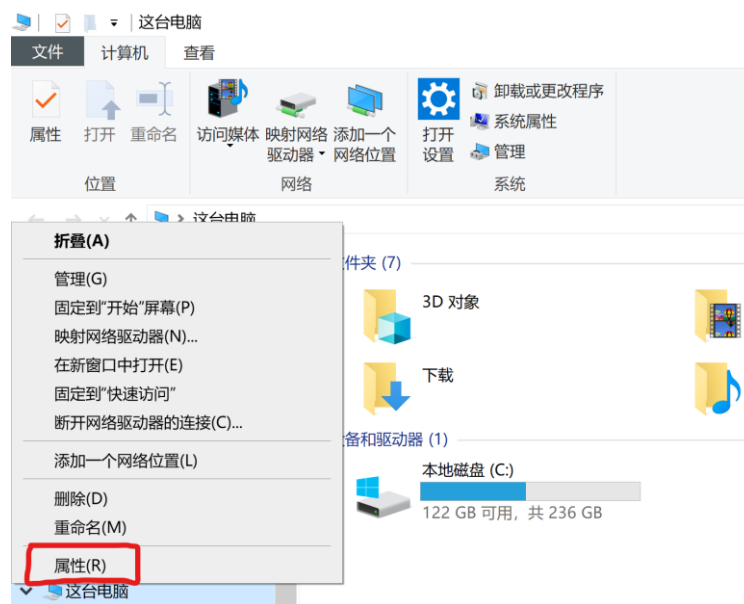 这台电脑
文件 计算机 查看
属性 打开 重命名 访问媒体 映射网络驱动器 添加一个网络位置 打开设置 卸载或更改程序
系统属性
管理
位置 网络 系统
这台电脑
折叠(A)
管理(G)
固定到"开始"屏幕(P)
映射网络驱动器(N)...
在新窗口中打开(E)
固定到"快速访问"
断开网络驱动器的连接(C)...
添加一个网络位置(L)
删除(D)
重命名(M)
属性(R)
这台电脑
件夹 (7)
3D 对象
下载
备和驱动器 (1)
本地磁盘 (C:)
122 GB 可用, 共 236 GB